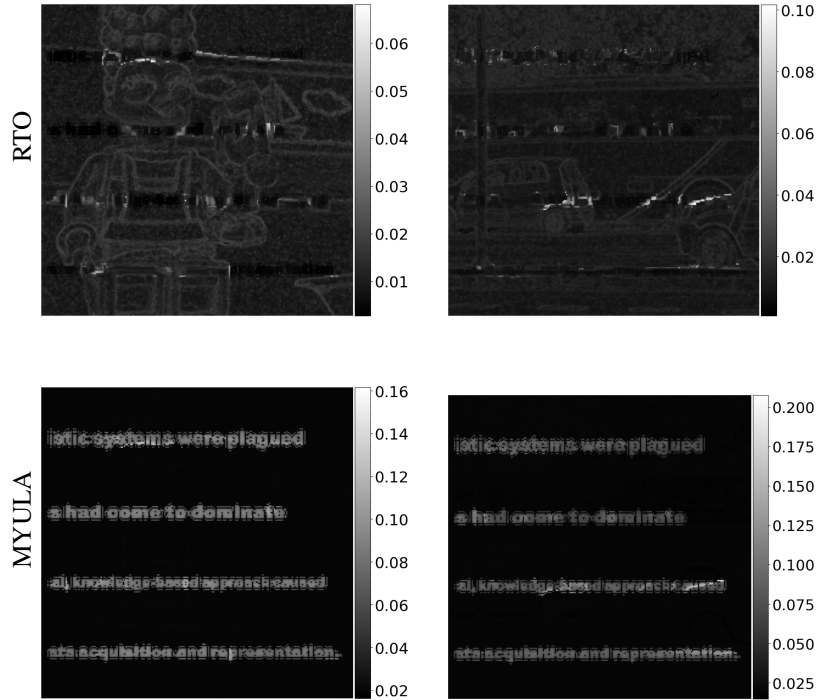 RTO
0.06
0.05
0.04
0.03
0.02
0.01
0.10
0.08
0.06
0.04
0.02
MYULA
istic systems were plagued
s had come to dominate
al, knowledge-based approach caused
ata acquisition and representation.
0.16
0.14
0.12
0.10
0.08
0.06
0.04
0.02
istic systems were plagued
s had come to dominate
al, knowledge-based approach caused
ata acquisition and representation.
0.200
0.175
0.150
0.125
0.100
0.075
0.050
0.025